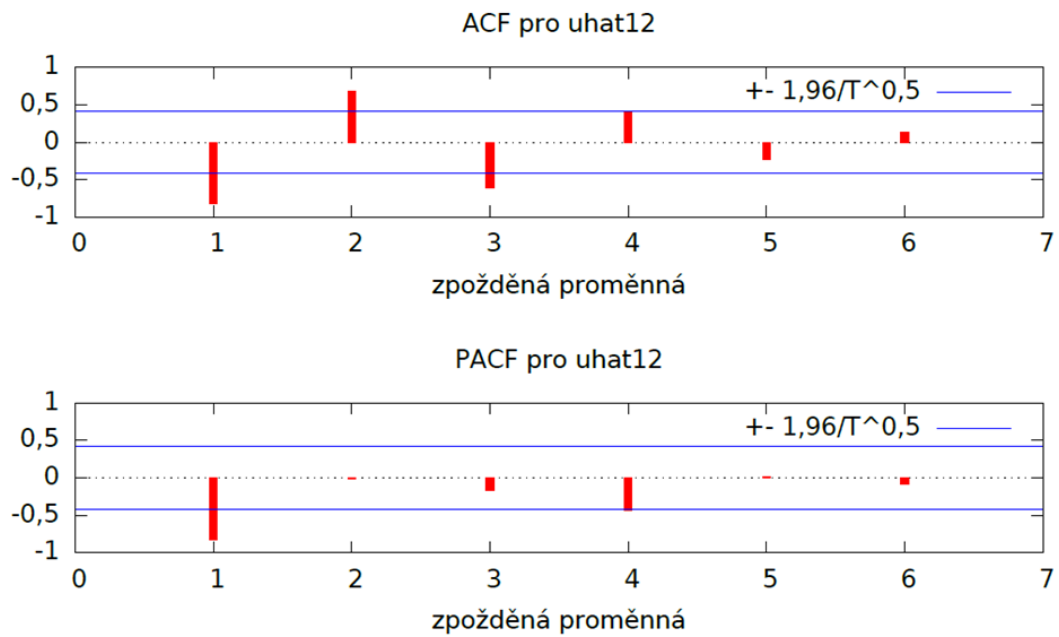 ACF pro uhat12
1
+- 1,96/T^0,5
0,5
0
-0,5
-1
0 1 2 3 4 5 6 7
zpožděná proměnná
PACF pro uhat12
1
+- 1,96/T^0,5
0,5
0
-0,5
-1
0 1 2 3 4 5 6 7
zpožděná proměnná